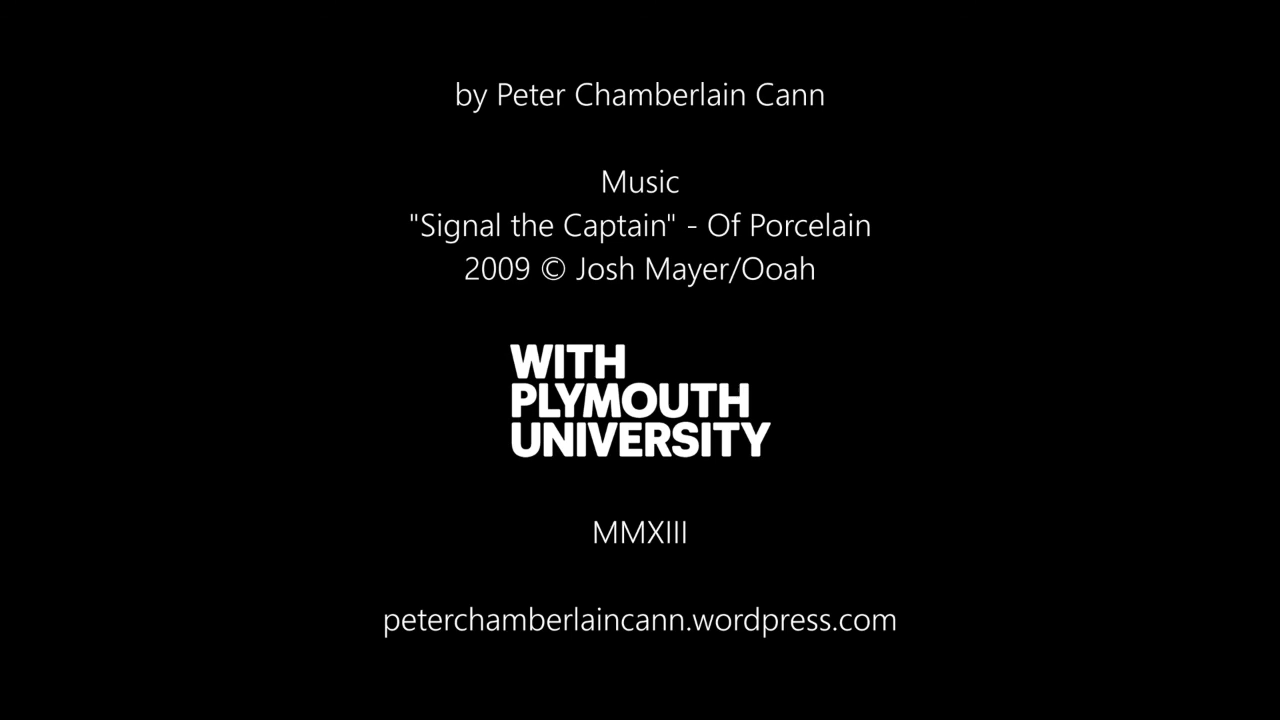 by Peter Chamberlain Cann
Music
"Signal the Captain" - Of Porcelain
2009 © Josh Mayer/Ooah
WITH
PLYMOUTH
UNIVERSITY
MMXIII
peterchamberlaincann.wordpress.com